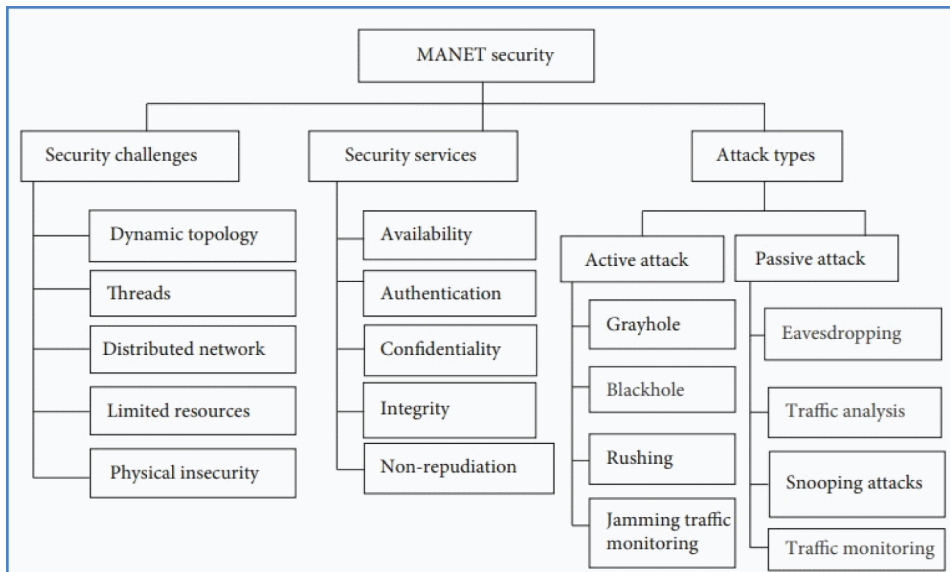 MANET security
Security challenges
Dynamic topology
Threads
Distributed network
Limited resources
Physical insecurity
Security services
Availability
Authentication
Confidentiality
Integrity
Non-repudiation
Attack types
Active attack
Grayhole
Blackhole
Rushing
Jamming traffic
monitoring
Passive attack
Eavesdropping
Traffic analysis
Snooping attacks
Traffic monitoring